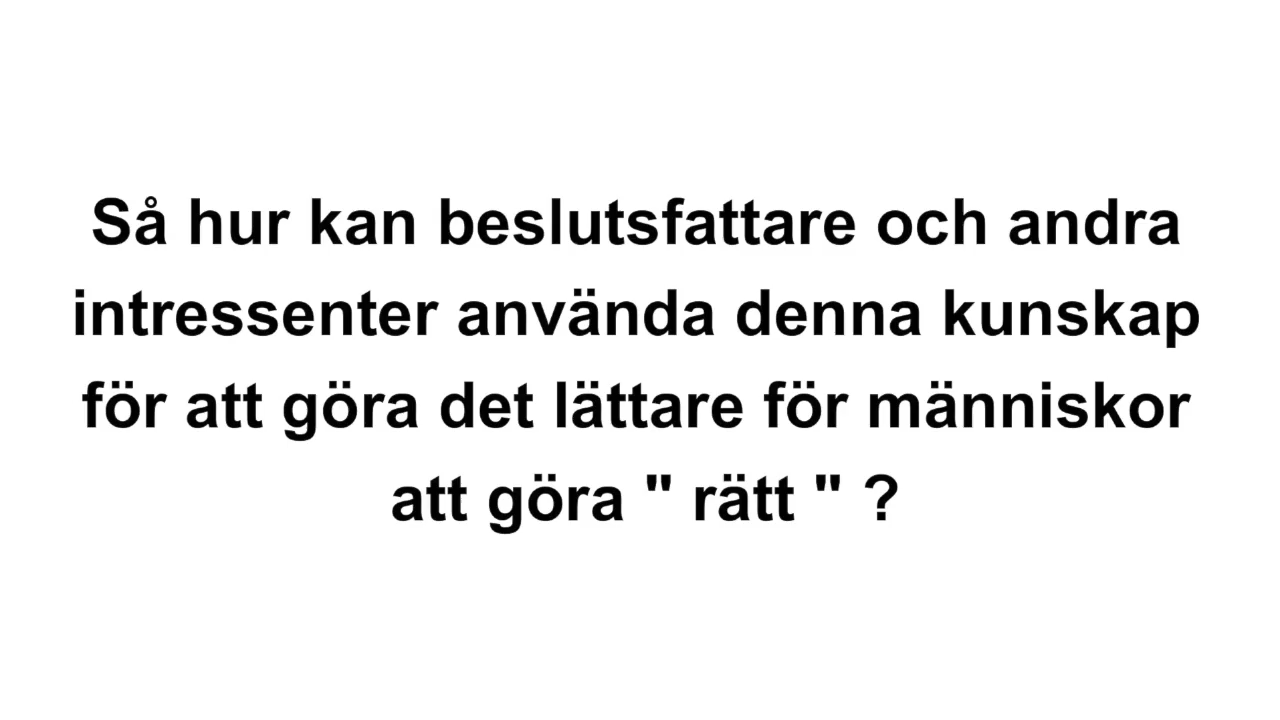 Så hur kan beslutsfattare och andra
intressenter använda denna kunskap
för att göra det lättare för människor
att göra " rätt " ?